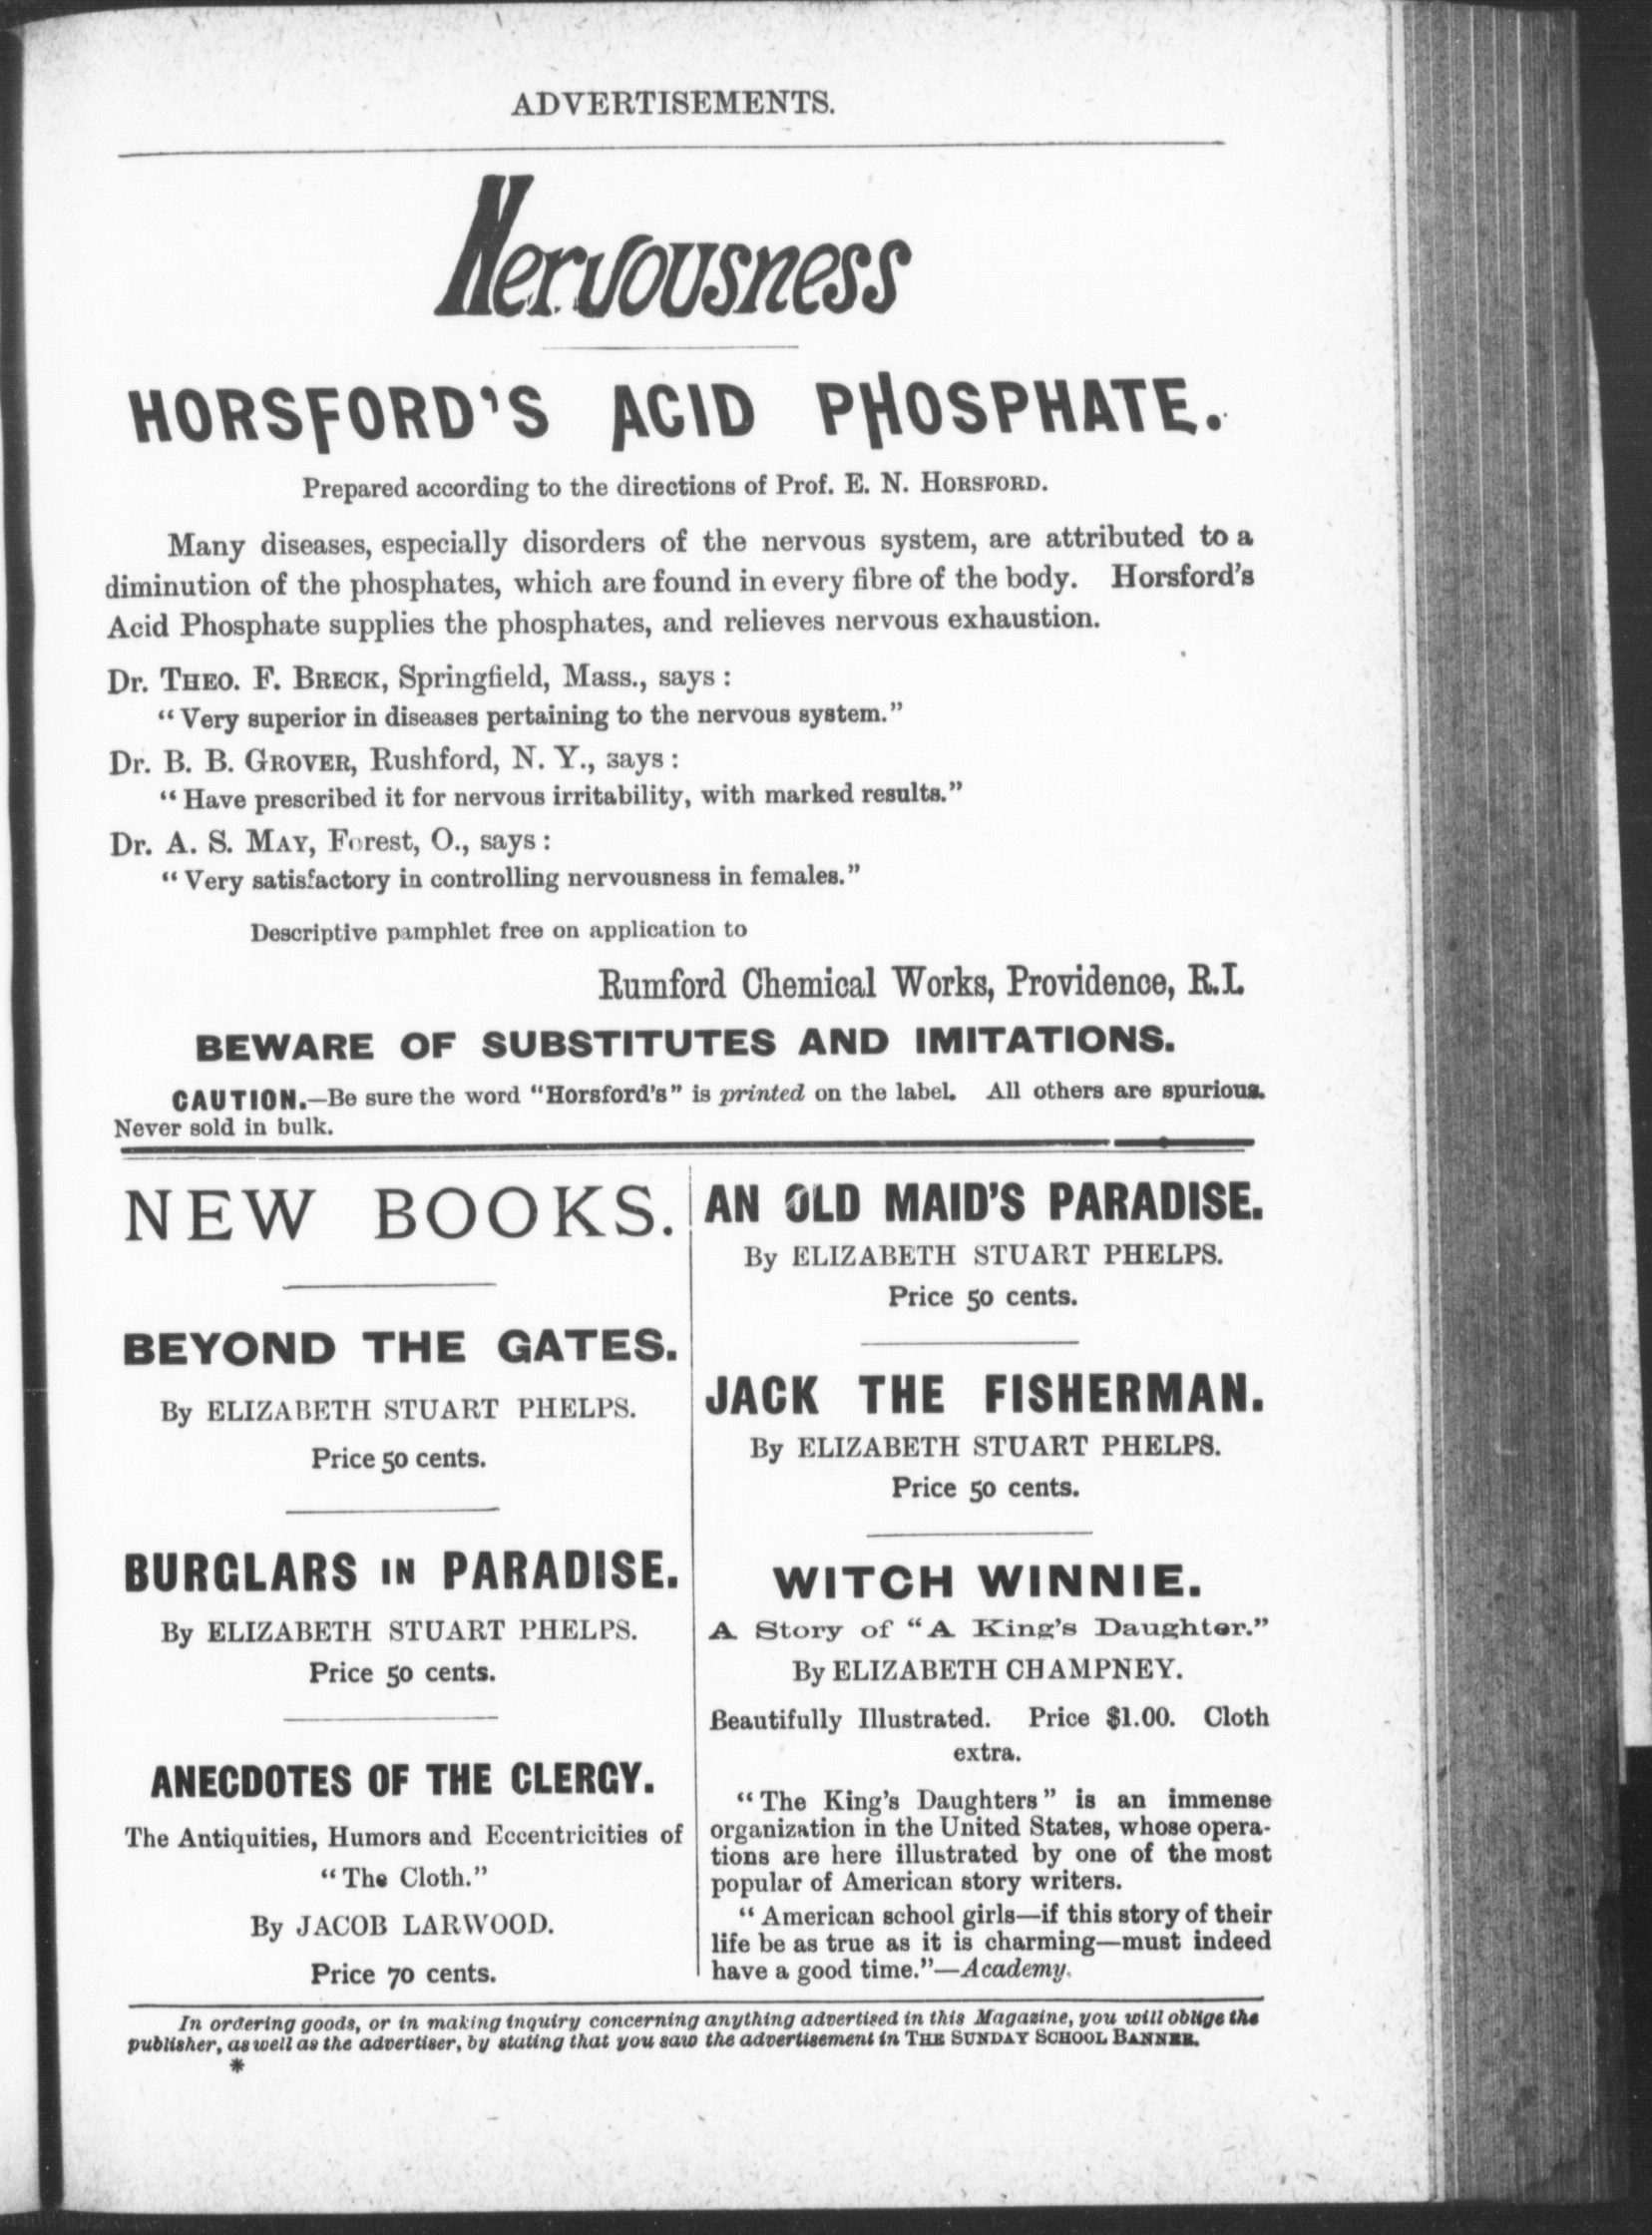 ADVERTISEMENTS.
Nervousness
HORSFORD'S ACID PHOSPHATE.
Prepared according to the directions of Prof. E. N. HORSFORD.
Many diseases, especially disorders of the nervous system, are attributed to a
diminution of the phosphates, which are found in every fibre of the body. Horsford's
Acid Phosphate supplies the phosphates, and relieves nervous exhaustion.
Dr. THEO. F. BRECK, Springfield, Mass., says:
"Very superior in diseases pertaining to the nervous system."
Dr. B. B. GROVER, Rushford, N. Y., says:
"Have prescribed it for nervous irritability, with marked results."
Dr. A. S. MAY, Forest, O., says:
"Very satisfactory in controlling nervousness in females."
Descriptive pamphlet free on application to
Rumford Chemical Works, Providence, R.I.
BEWARE OF SUBSTITUTES AND IMITATIONS.
CAUTION.—Be sure the word "Horsford's" is printed on the label. All others are spurious.
Never sold in bulk.
NEW BOOKS.
BEYOND THE GATES.
By ELIZABETH STUART PHELPS.
Price 50 cents.
BURGLARS IN PARADISE.
By ELIZABETH STUART PHELPS.
Price 50 cents.
ANECDOTES OF THE CLERGY.
The Antiquities, Humors and Eccentricities of
"The Cloth."
By JACOB LARWOOD.
Price 70 cents.
AN OLD MAID'S PARADISE.
By ELIZABETH STUART PHELPS.
Price 50 cents.
JACK THE FISHERMAN.
By ELIZABETH STUART PHELPS.
Price 50 cents.
WITCH WINNIE.
A Story of "A King's Daughter."
By ELIZABETH CHAMPNEY.
Beautifully Illustrated. Price $1.00. Cloth
extra.
"The King's Daughters" is an immense
organization in the United States, whose opera-
tions are here illustrated by one of the most
popular of American story writers.
"American school girls—if this story of their
life be as true as it is charming—must indeed
have a good time."—Academy.
In ordering goods, or in making inquiry concerning anything advertised in this Magazine, you will oblige the
publisher, as well as the advertiser, by stating that you saw the advertisement in THE SUNDAY SCHOOL BANNER.
*